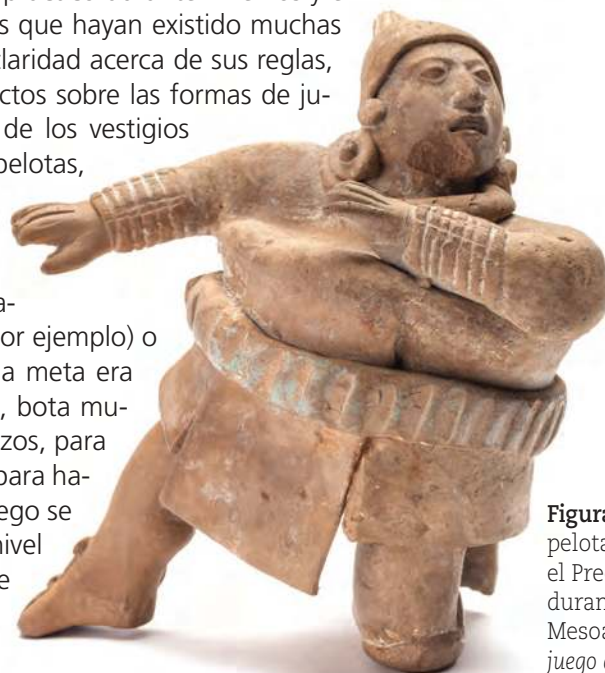 s que hayan existido muchas
claridad acerca de sus reglas,
ctos sobre las formas de ju-
de los vestigios
pelotas,
a-
or ejemplo) o
a meta era
, bota mu-
zos, para
para ha-
ego se
nivel
e
Figura
pelota
el Pre
duran
Mesoa
juego